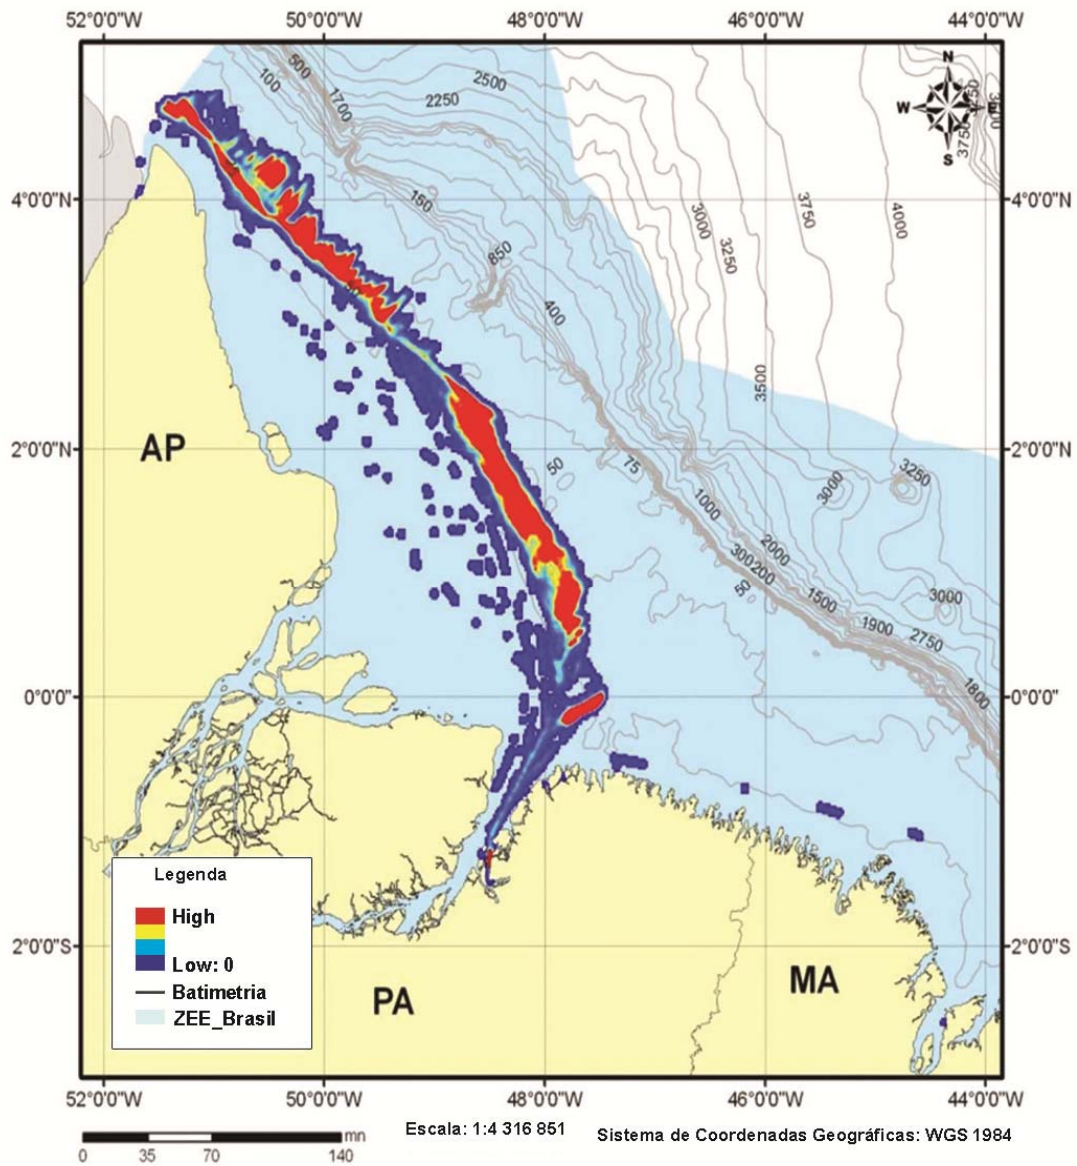 52°0'0"W 50°0'0"W 48°0'0"W 46°0'0"W 44°0'0"W
N
W E
S
500
100
1700
2500
2250
3750
250
4°0'0"N 4°0'0"N
150
3000
3250
3750
4000
850
400
50
3500
AP
2°0'0"N 2°0'0"N
50
75
1000
3000
3250
2000
300
200
50
1500
1900
2750
3000
1800
0°0'0" 0°0'0"
Legenda
High
Low: 0
Batimetria
ZEE_Brasil
2°0'0"S 2°0'0"S
PA
MA
52°0'0"W 50°0'0"W 48°0'0"W 46°0'0"W 44°0'0"W
mn
0 35 70 140
Escala: 1:4 316 851
Sistema de Coordenadas Geográficas: WGS 1984